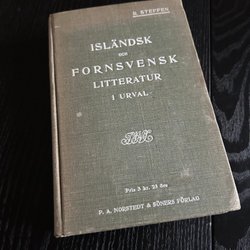 R. STEFFEN
ISLÄNDSK
OCH
FORNSVENSK
LITTERATUR
I URVAL
Pris 3 kr. 25 öre
P. A. NORSTEDT & SÖNERS FÖRLAG